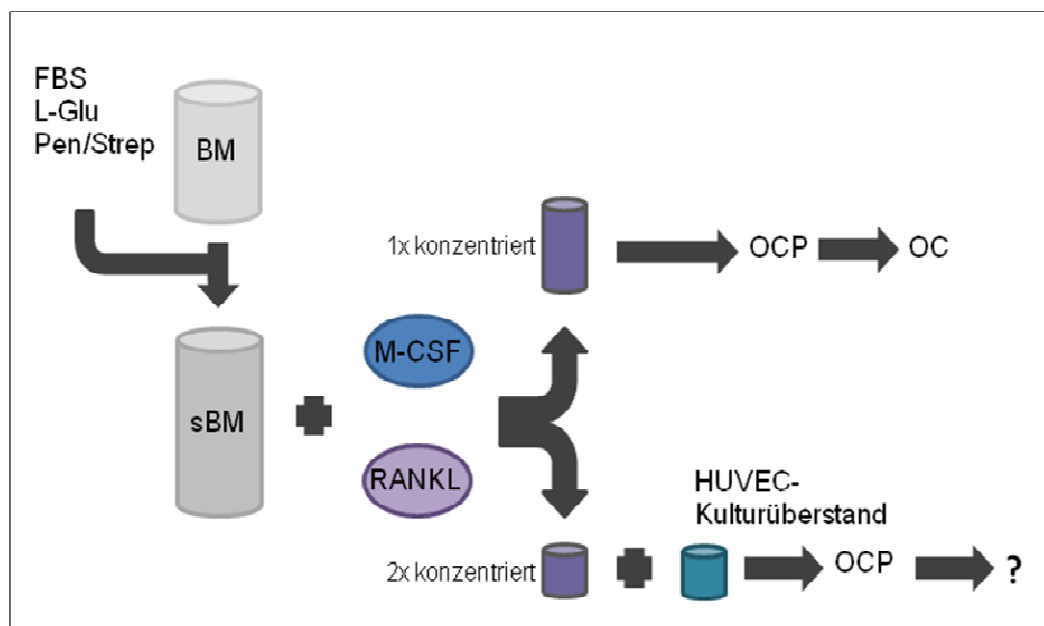 FBS
L-Glu
Pen/Strep
BM
1x konzentriert
OCP
OC
M-CSF
sBM
RANKL
HUVEC-
Kulturüberstand
2x konzentriert
OCP
?